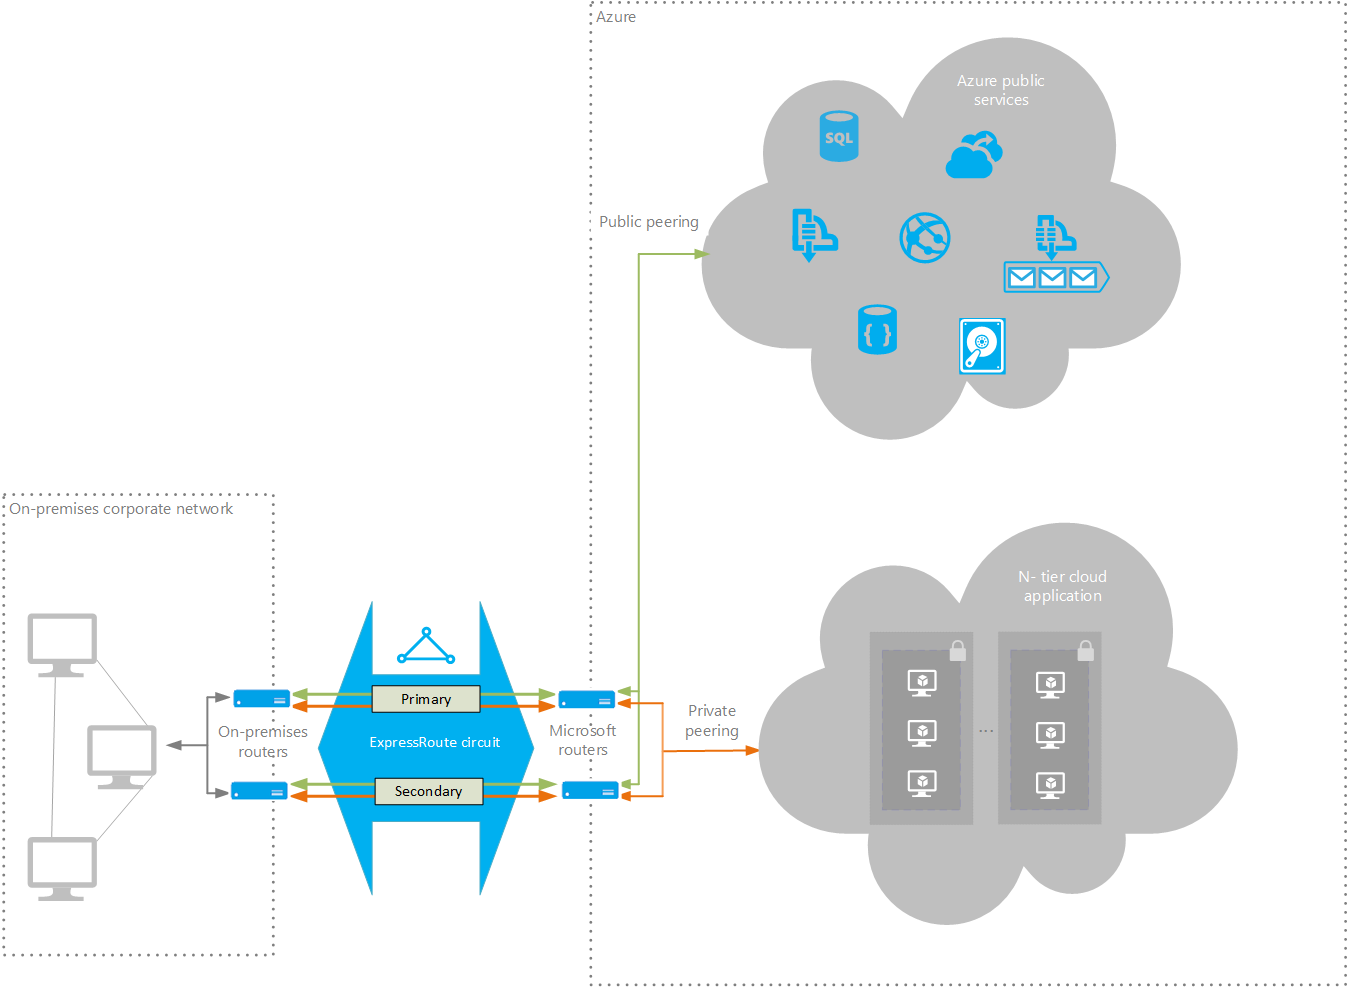 Azure
Azure public
services
SQL
Public peering
{ }
On-premises corporate network
N- tier cloud
application
Primary
On-premises
routers
ExpressRoute circuit
Microsoft
routers
Private
peering
...
Secondary